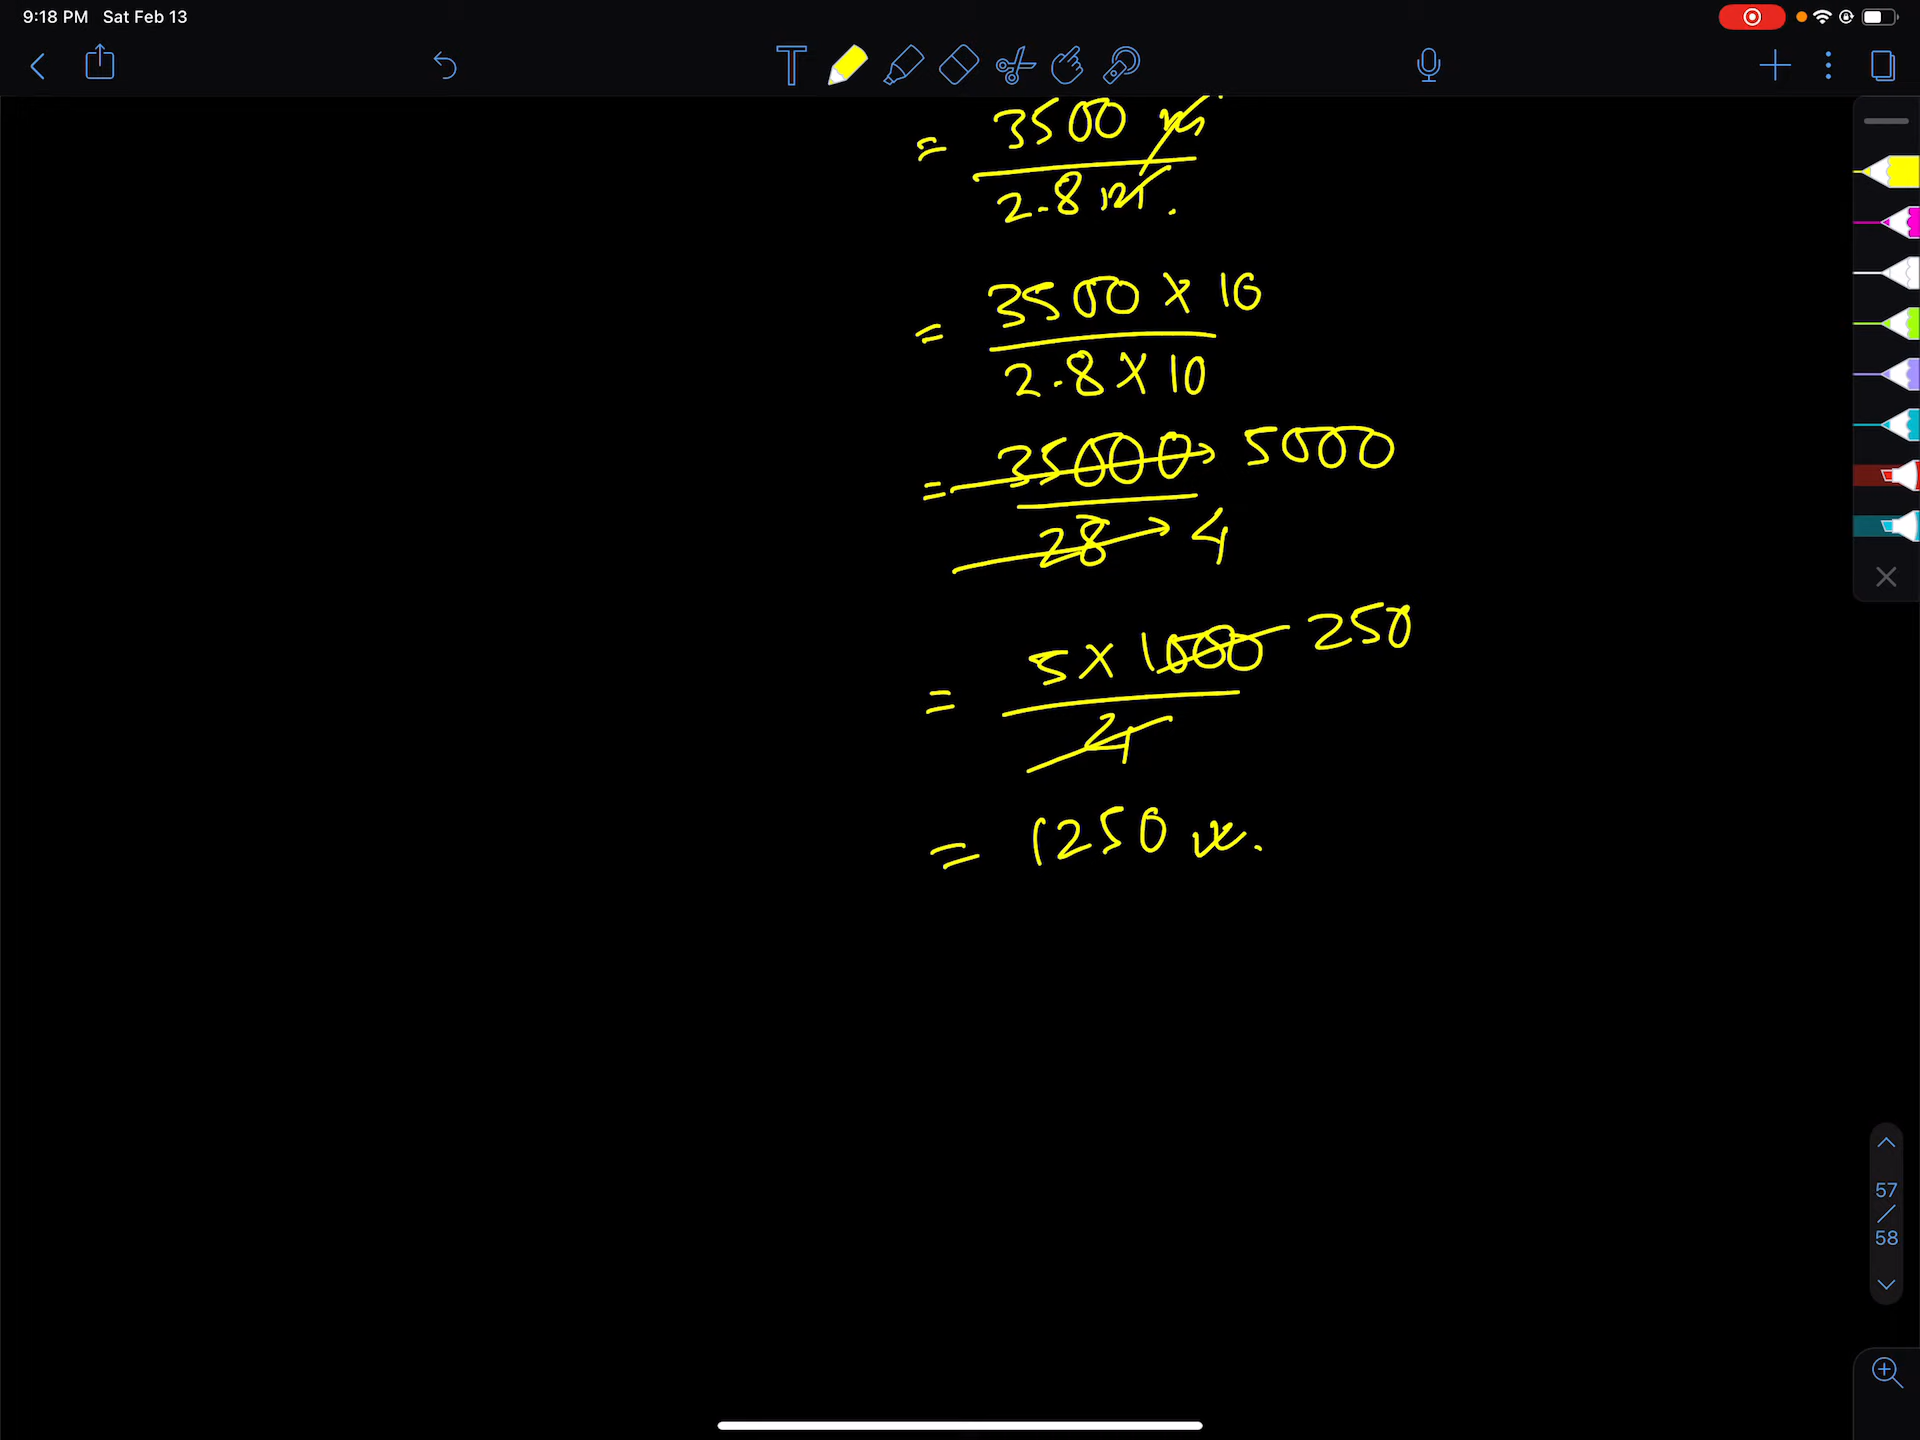 9:18 PM Sat Feb 13
T
= 3500 m
2.8 m.
= 3500 x 10
2.8 x 10
= 35000 → 5000
28 → 4
= 5 x 1000 250
4
= 1250
57
/
58